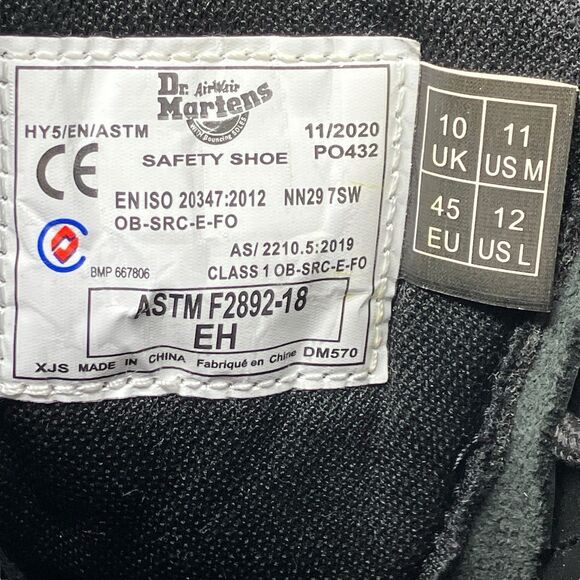 Dr. AirWair
Martens
With Bouncing SOLES
HY5/EN/ASTM 11/2020
SAFETY SHOE PO432
CE EN ISO 20347:2012 NN29 7SW
OB-SRC-E-FO
AS/ 2210.5:2019
BMP 667806 CLASS 1 OB-SRC-E-FO
ASTM F2892-18
EH
XJS MADE IN CHINA Fabriqué en Chine DM570
10 UK
11 US M
45 EU
12 US L